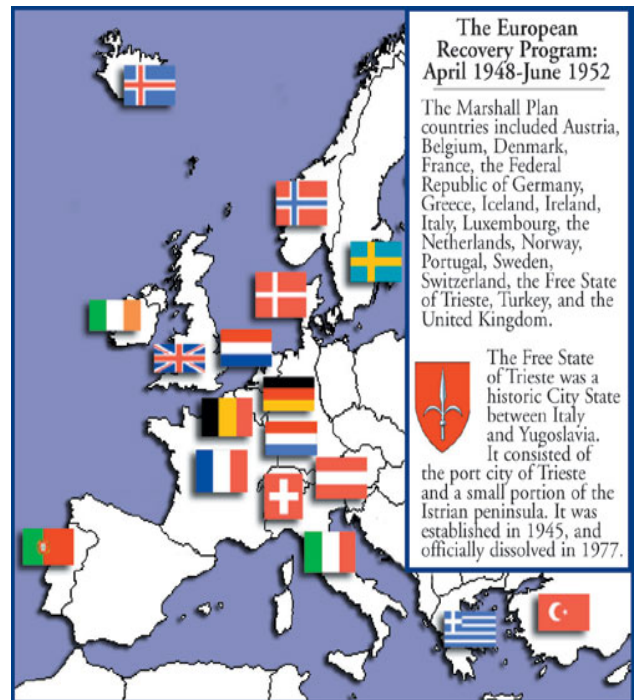 The European
Recovery Program:
April 1948-June 1952
The Marshall Plan
countries included Austria,
Belgium, Denmark,
France, the Federal
Republic of Germany,
Greece, Iceland, Ireland,
Italy, Luxembourg, the
Netherlands, Norway,
Portugal, Sweden,
Switzerland, the Free State
of Trieste, Turkey, and the
United Kingdom.
The Free State
of Trieste was a
historic City State
between Italy
and Yugoslavia.
It consisted of
the port city of Trieste
and a small portion of the
Istrian peninsula. It was
established in 1945, and
officially dissolved in 1977.